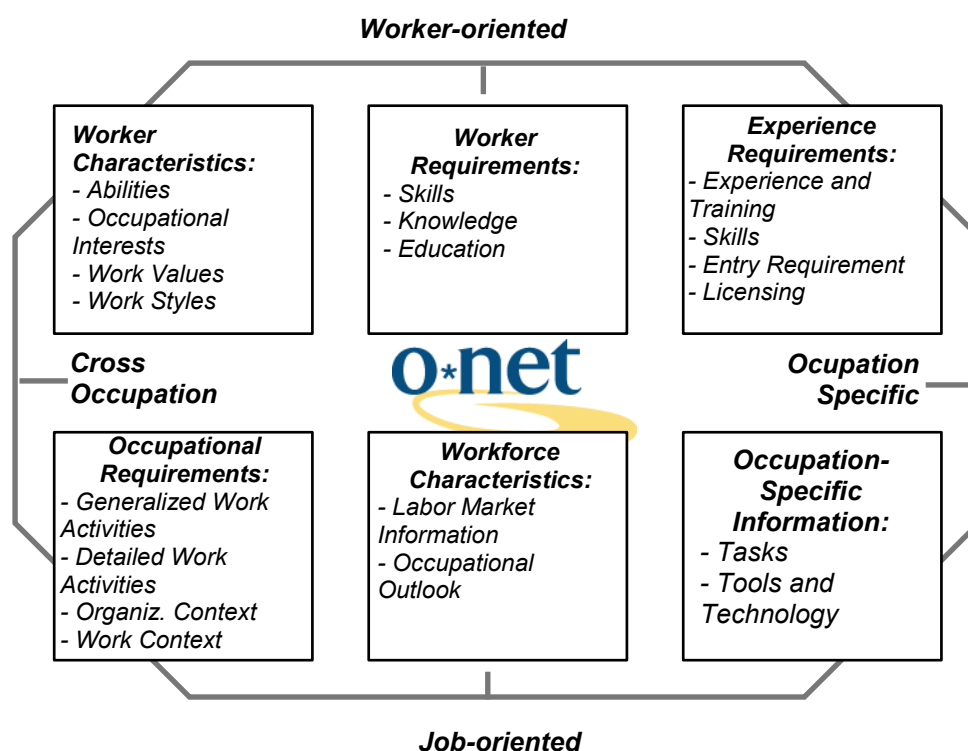 Worker-oriented
Worker
Characteristics:
- Abilities
- Occupational
Interests
- Work Values
- Work Styles
Worker
Requirements:
- Skills
- Knowledge
- Education
Experience
Requirements:
- Experience and
Training
- Skills
- Entry Requirement
- Licensing
Cross
Occupation
o*net
Ocupation
Specific
Occupational
Requirements:
- Generalized Work
Activities
- Detailed Work
Activities
- Organiz. Context
- Work Context
Workforce
Characteristics:
- Labor Market
Information
- Occupational
Outlook
Occupation-
Specific
Information:
- Tasks
- Tools and
Technology
Job-oriented